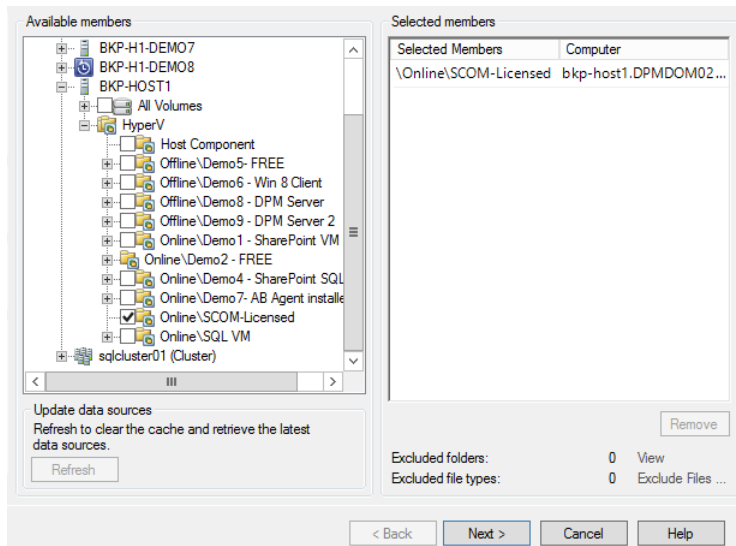 Available members
BKP-H1-DEMO7
BKP-H1-DEMO8
BKP-HOST1
All Volumes
HyperV
Host Component
Offline\Demo5- FREE
Offline\Demo6 - Win 8 Client
Offline\Demo8 - DPM Server
Offline\Demo9 - DPM Server 2
Online\Demo1 - SharePoint VM
Online\Demo2 - FREE
Online\Demo4 - SharePoint SQL
Online\Demo7- AB Agent installe
Online\SCOM-Licensed
Online\SQL VM
sqlcluster01 (Cluster)
Update data sources
Refresh to clear the cache and retrieve the latest
data sources.
Refresh
Selected members
Selected Members Computer
\Online\SCOM-Licensed bkp-host1.DPMDOM02...
Remove
Excluded folders: 0 View
Excluded file types: 0 Exclude Files ...
< Back Next > Cancel Help